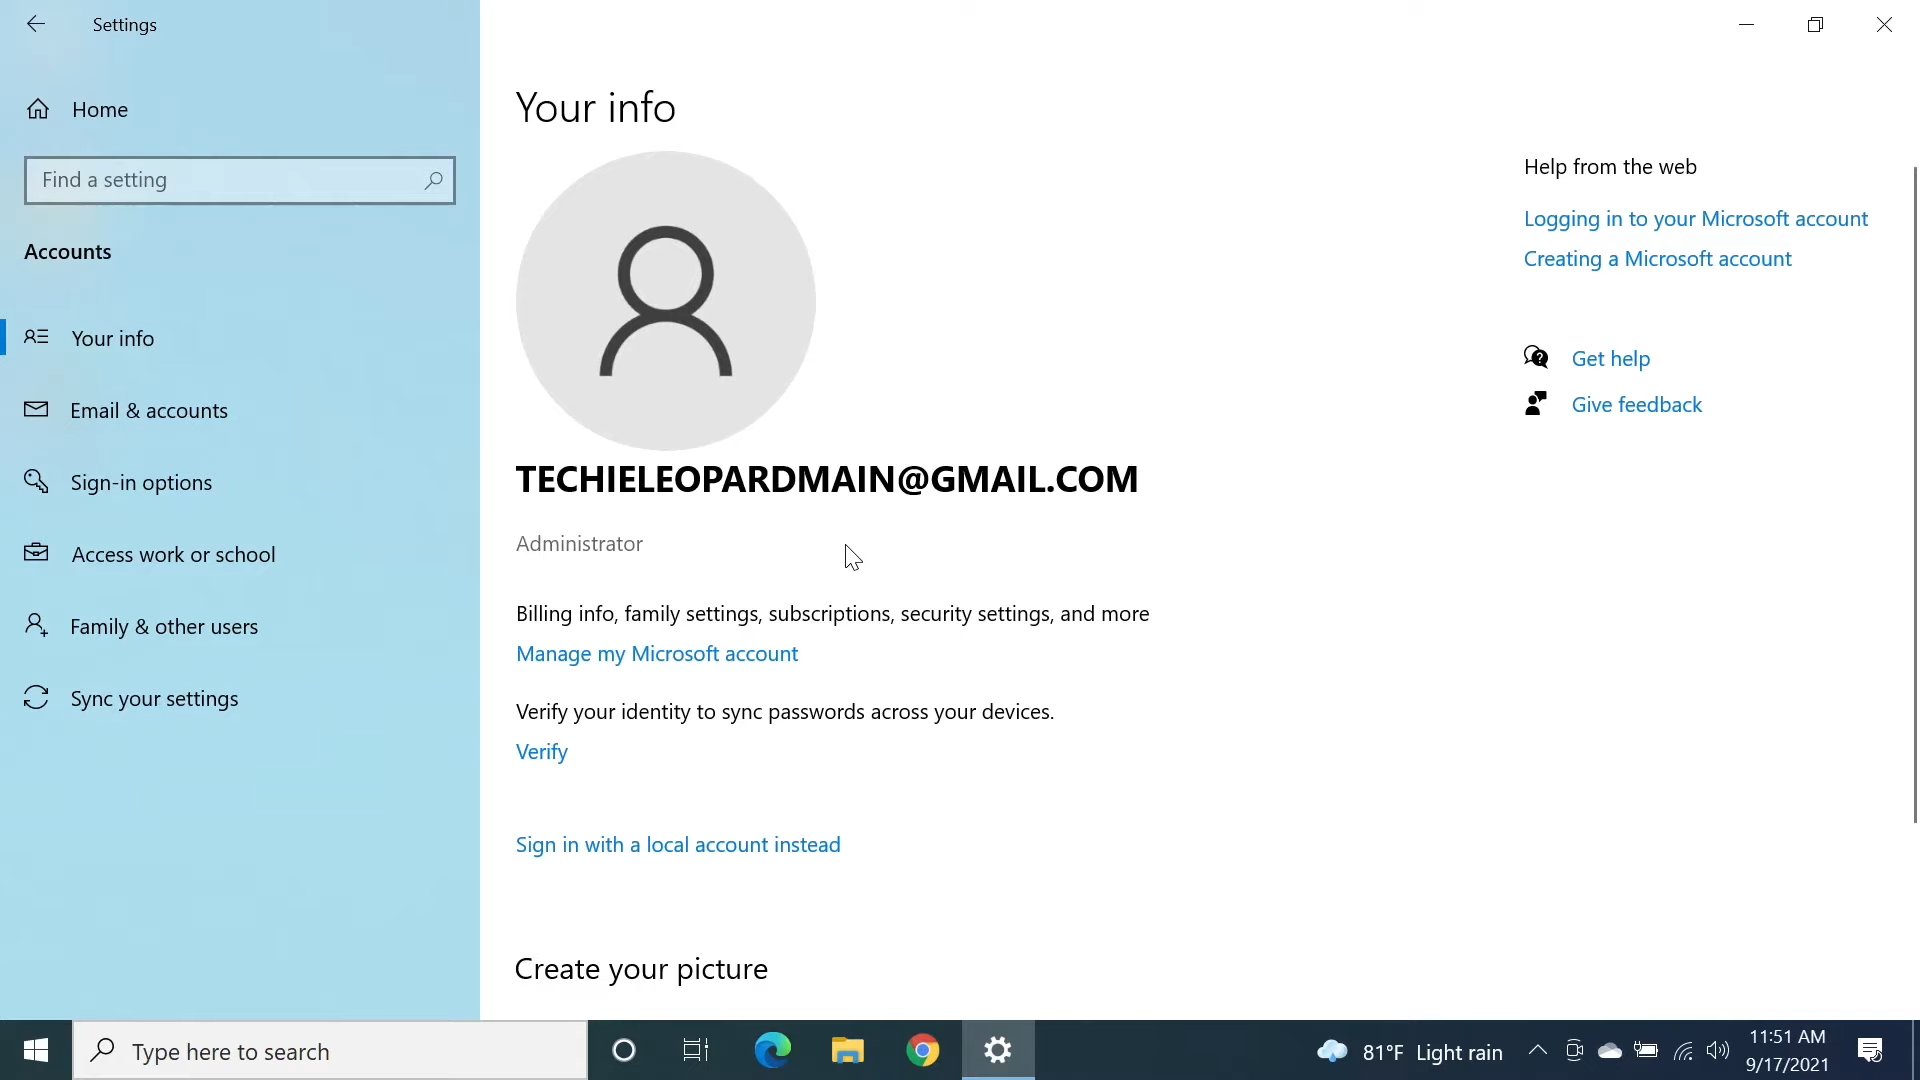 Settings
Home
Find a setting
Accounts
Your info
Email & accounts
Sign-in options
Access work or school
Family & other users
Sync your settings
Your info
TECHIELEOPARDMAIN@GMAIL.COM
Administrator
Billing info, family settings, subscriptions, security settings, and more
Manage my Microsoft account
Verify your identity to sync passwords across your devices.
Verify
Sign in with a local account instead
Create your picture
Help from the web
Logging in to your Microsoft account
Creating a Microsoft account
Get help
Give feedback
Type here to search
81°F Light rain
11:51 AM
9/17/2021